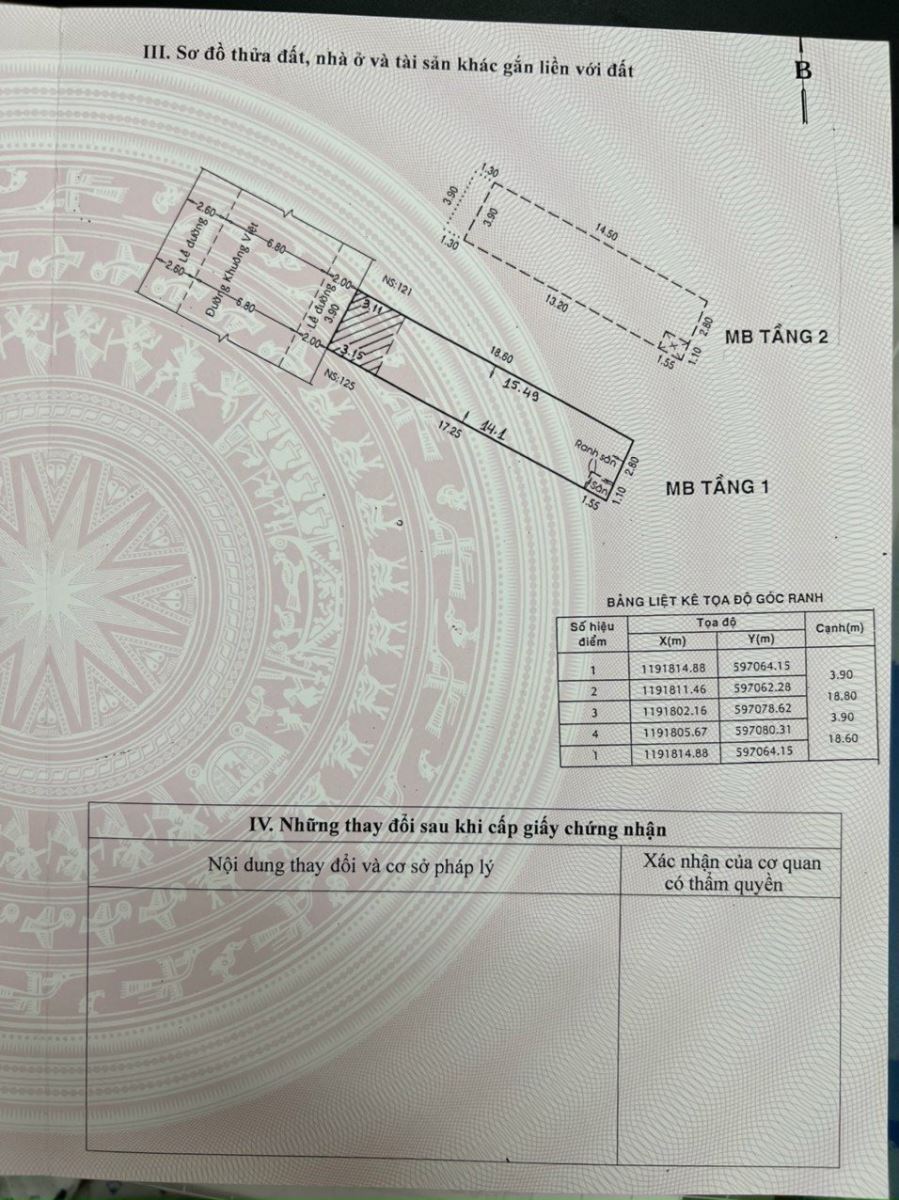 III. Sơ đồ thửa đất, nhà ở và tài sản khác gắn liền với đất
B
1.30
3.90
3.90
1.30
14.50
13.20
2.80
1.10
1.55
X
MB TẦNG 2
2.60
Lề đường
2.60
6.80
Đường Khuông Việt
6.80
2.00
Lề đường
3.90
2.00
NS:121
NS:125
3.11
3.15
18.60
15.49
17.25
14.1
Ranh sân
sân
2.80
1.10
1.55
MB TẦNG 1
BẢNG LIỆT KÊ TỌA ĐỘ GÓC RANH
Số hiệu điểm Tọa độ Cạnh(m)
X(m) Y(m)
1 1191814.88 597064.15
3.90
2 1191811.46 597062.28
18.80
3 1191802.16 597078.62
3.90
4 1191805.67 597080.31
18.60
1 1191814.88 597064.15
IV. Những thay đổi sau khi cấp giấy chứng nhận
Nội dung thay đổi và cơ sở pháp lý
Xác nhận của cơ quan
có thẩm quyền